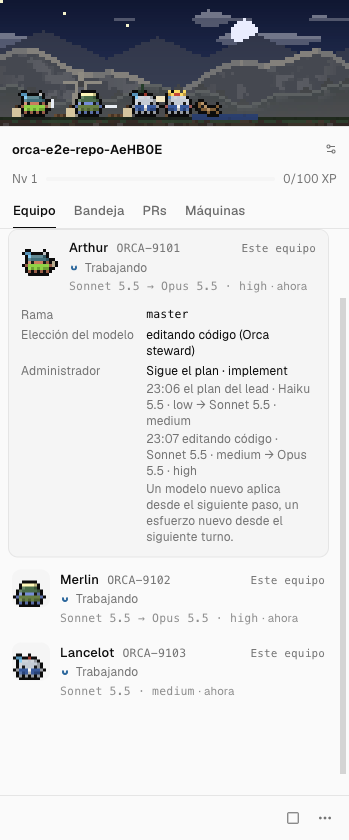 orca-e2e-repo-AeHB0E
Nv 1
0/100 XP
Equipo Bandeja PRs Máquinas
Arthur ORCA-9101 Este equipo
Trabajando
Sonnet 5.5 → Opus 5.5 · high · ahora
Rama master
Elección del modelo editando código (Orca
steward)
Administrador Sigue el plan · implement
23:06 el plan del lead · Haiku
5.5 · low → Sonnet 5.5 ·
medium
23:07 editando código ·
Sonnet 5.5 · medium → Opus
5.5 · high
Un modelo nuevo aplica
desde el siguiente paso, un
esfuerzo nuevo desde el
siguiente turno.
Merlin ORCA-9102 Este equipo
Trabajando
Sonnet 5.5 → Opus 5.5 · high · ahora
Lancelot ORCA-9103 Este equipo
Trabajando
Sonnet 5.5 · medium · ahora